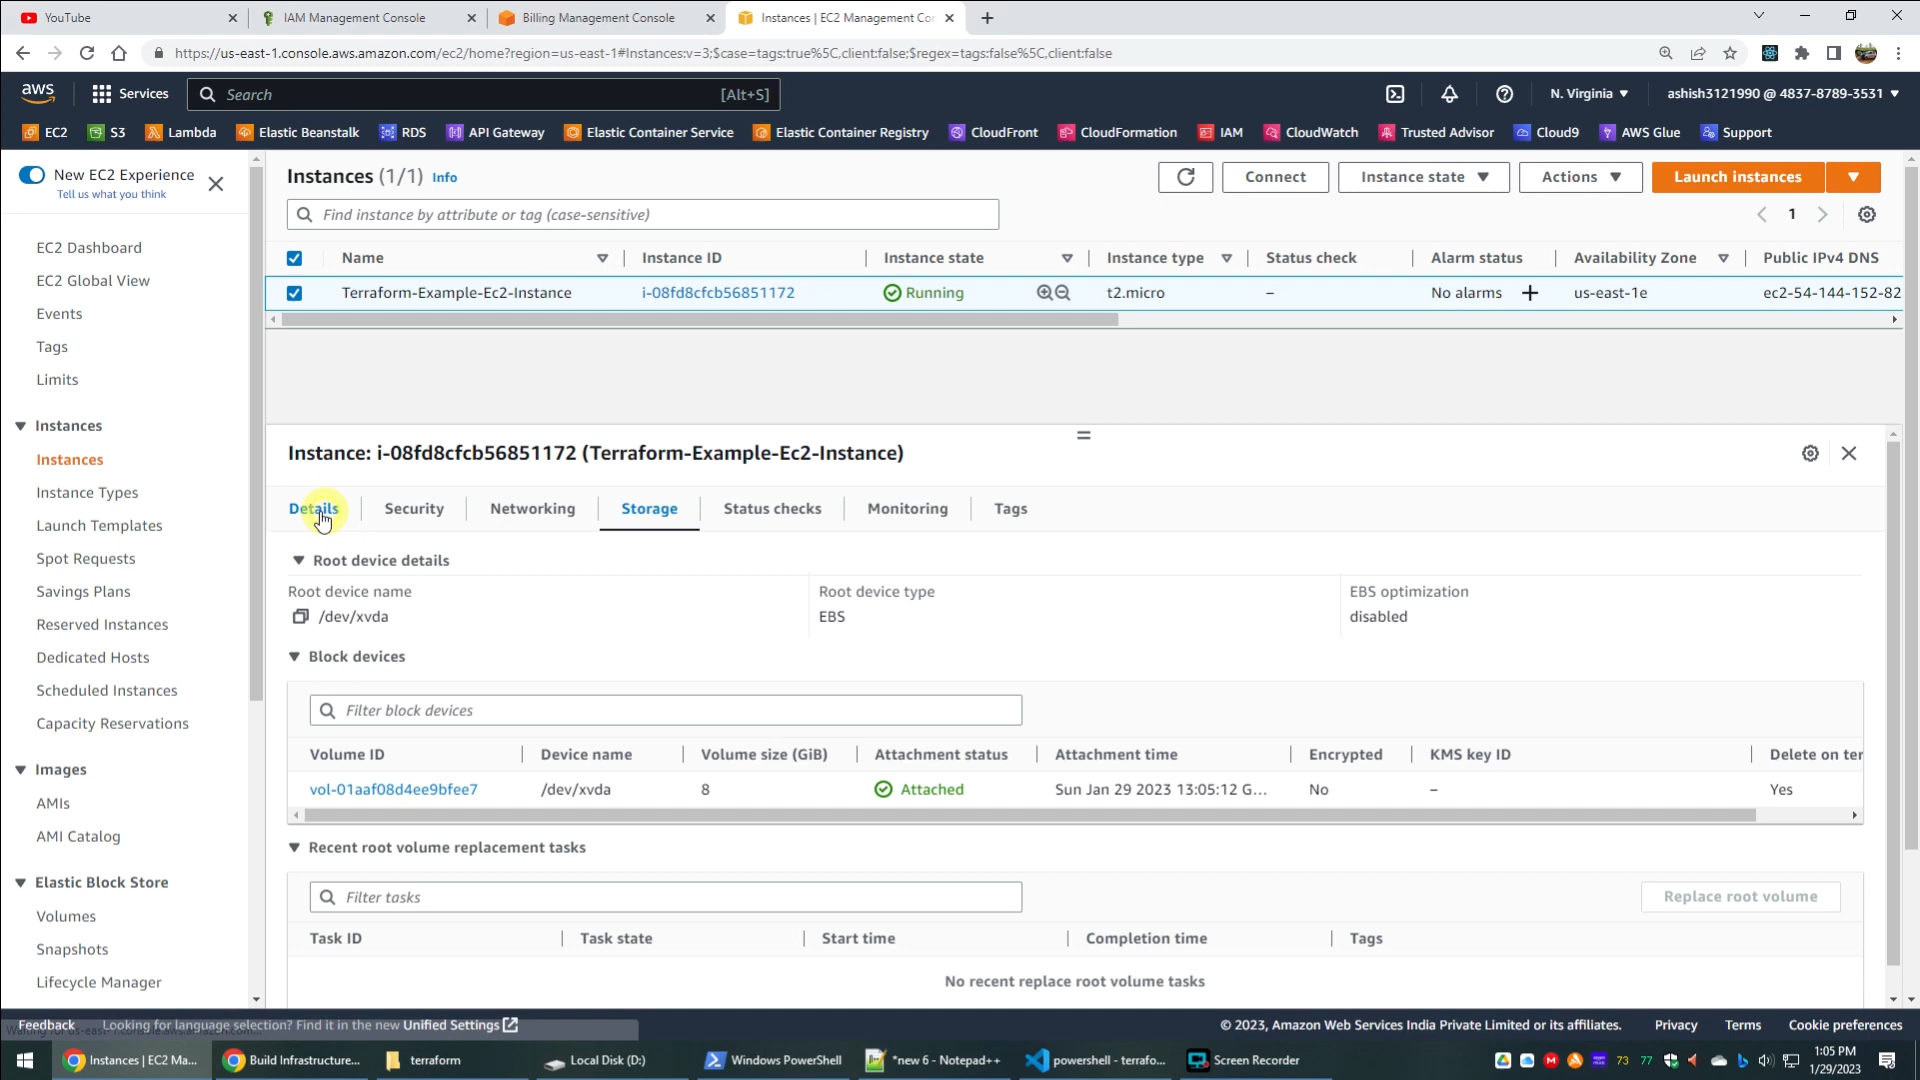 YouTube
IAM Management Console
Billing Management Console
Instances | EC2 Management Con
https://us-east-1.console.aws.amazon.com/ec2/home?region=us-east-1#Instances:v=3;$case=tags:true%5C,client:false;$regex=tags:false%5C,client:false
aws
Services
Search
[Alt+S]
N. Virginia
ashish3121990 @ 4837-8789-3531
EC2
S3
Lambda
Elastic Beanstalk
RDS
API Gateway
Elastic Container Service
Elastic Container Registry
CloudFront
CloudFormation
IAM
CloudWatch
Trusted Advisor
Cloud9
AWS Glue
Support
New EC2 Experience
Tell us what you think
EC2 Dashboard
EC2 Global View
Events
Tags
Limits
Instances
Instances
Instance Types
Launch Templates
Spot Requests
Savings Plans
Reserved Instances
Dedicated Hosts
Scheduled Instances
Capacity Reservations
Images
AMIs
AMI Catalog
Elastic Block Store
Volumes
Snapshots
Lifecycle Manager
Instances (1/1) Info
Connect
Instance state
Actions
Launch instances
Find instance by attribute or tag (case-sensitive)
1
Name
Instance ID
Instance state
Instance type
Status check
Alarm status
Availability Zone
Public IPv4 DNS
Terraform-Example-Ec2-Instance
i-08fd8cfcb56851172
Running
t2.micro
–
No alarms
us-east-1e
ec2-54-144-152-82
Instance: i-08fd8cfcb56851172 (Terraform-Example-Ec2-Instance)
Details
Security
Networking
Storage
Status checks
Monitoring
Tags
Root device details
Root device name
Root device type
EBS optimization
/dev/xvda
EBS
disabled
Block devices
Filter block devices
Volume ID
Device name
Volume size (GiB)
Attachment status
Attachment time
Encrypted
KMS key ID
Delete on ter
vol-01aaf08d4ee9bfee7
/dev/xvda
8
Attached
Sun Jan 29 2023 13:05:12 G...
No
–
Yes
Recent root volume replacement tasks
Filter tasks
Replace root volume
Task ID
Task state
Start time
Completion time
Tags
No recent replace root volume tasks
Feedback
Looking for language selection? Find it in the new Unified Settings
© 2023, Amazon Web Services India Private Limited or its affiliates.
Privacy
Terms
Cookie preferences
Instances | EC2 Ma...
Build Infrastructure...
terraform
Local Disk (D:)
Windows PowerShell
*new 6 - Notepad++
powershell - terrafo...
Screen Recorder
73
77
1:05 PM
1/29/2023